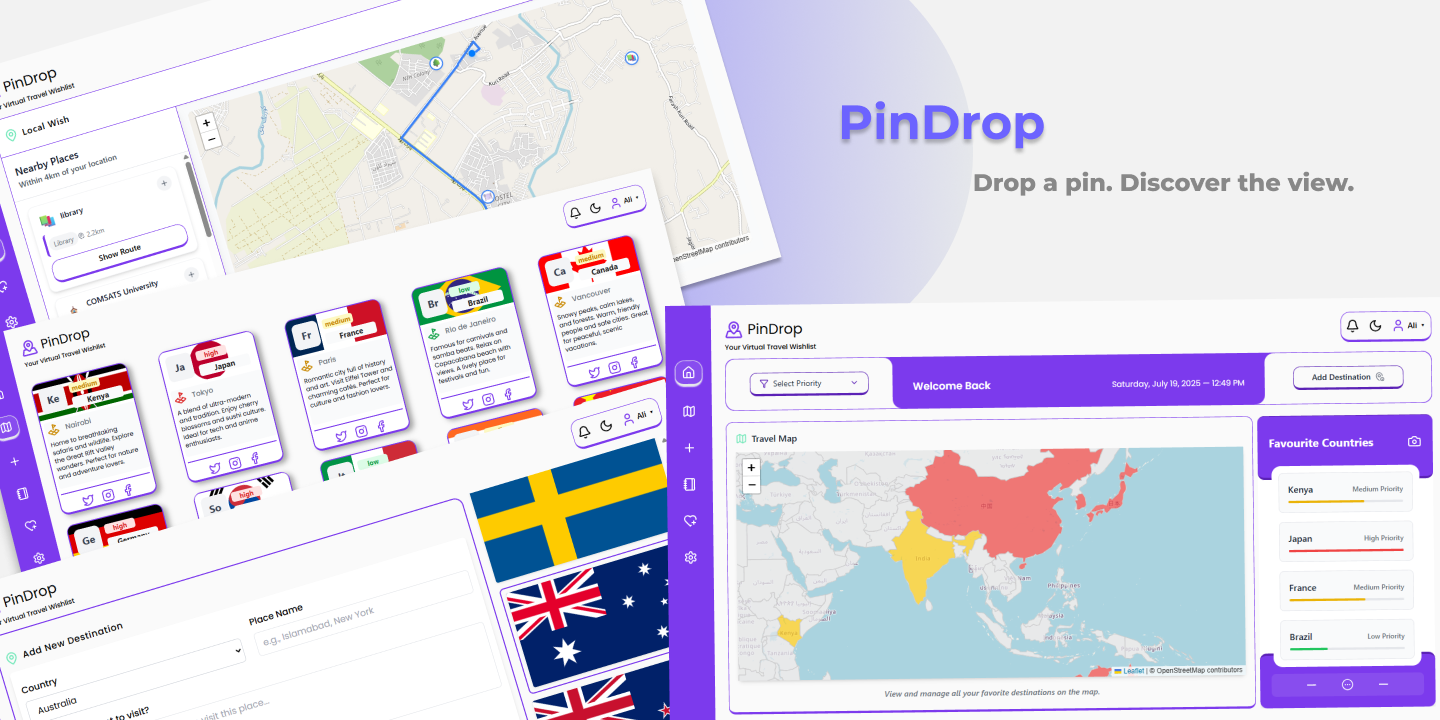 PinDrop
Drop a pin. Discover the view.
PinDrop
Your Virtual Travel Wishlist
Local Wish
Nearby Places
Within 4km of your location
+
library
Library
2.2km
Show Route
+
COMSATS University
+
−
Kuri Road
OpenStreetMap contributors
PinDrop
Your Virtual Travel Wishlist
Ali
Ke
medium
Kenya
Nairobi
Home to breathtaking
safaris and wildlife. Explore
the Great Rift Valley
wonders. Perfect for nature
and adventure lovers.
Ja
high
Japan
Tokyo
A blend of ultra-modern
and tradition. Enjoy cherry
blossoms and sushi culture.
Ideal for tech and anime
enthusiasts.
Fr
medium
France
Paris
Romantic city full of history
and art. Visit Eiffel Tower and
charming cafés. Perfect for
culture and fashion lovers.
Br
low
Brazil
Rio de Janeiro
Famous for carnivals and
samba beats. Relax on
Copacabana beach with
views. A lively place for
festivals and fun.
Ca
medium
Canada
Vancouver
Snowy peaks, calm lakes,
and forests. Warm, friendly
people and safe cities. Great
for peaceful, scenic
vacations.
Ge
high
Germany
So
high
low
PinDrop
Your Virtual Travel Wishlist
Ali
Add New Destination
Country
Australia
Place Name
e.g., Islamabad, New York
to visit?
visit this place...
PinDrop
Your Virtual Travel Wishlist
Ali
Select Priority
Welcome Back
Saturday, July 19, 2025 — 12:49 PM
Add Destination
Travel Map
+
−
中国
India
Kenya
Philippines
Leaflet | © OpenStreetMap contributors
View and manage all your favorite destinations on the map.
Favourite Countries
Kenya
Medium Priority
Japan
High Priority
France
Medium Priority
Brazil
Low Priority